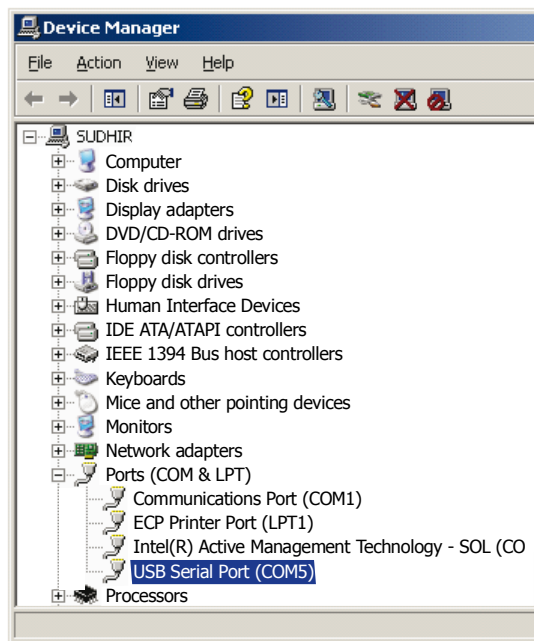 Device Manager
File Action View Help
SUDHIR
Computer
Disk drives
Display adapters
DVD/CD-ROM drives
Floppy disk controllers
Floppy disk drives
Human Interface Devices
IDE ATA/ATAPI controllers
IEEE 1394 Bus host controllers
Keyboards
Mice and other pointing devices
Monitors
Network adapters
Ports (COM & LPT)
Communications Port (COM1)
ECP Printer Port (LPT1)
Intel(R) Active Management Technology - SOL (CO
USB Serial Port (COM5)
Processors